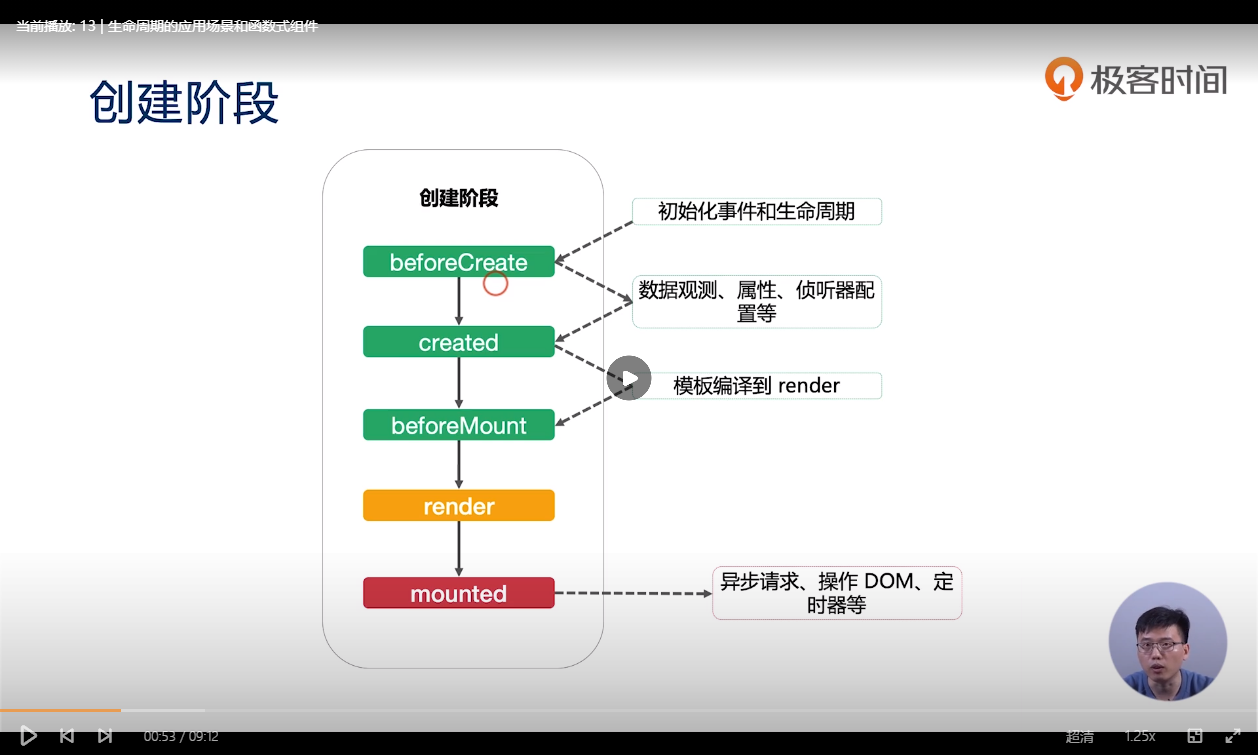 当前播放: 13 | 生命周期的应用场景和函数式组件
极客时间
创建阶段
创建阶段
初始化事件和生命周期
beforeCreate
数据观测、属性、侦听器配
置等
created
模板编译到 render
beforeMount
render
异步请求、操作 DOM、定
时器等
mounted
00:53 / 09:12
超清
1.25x